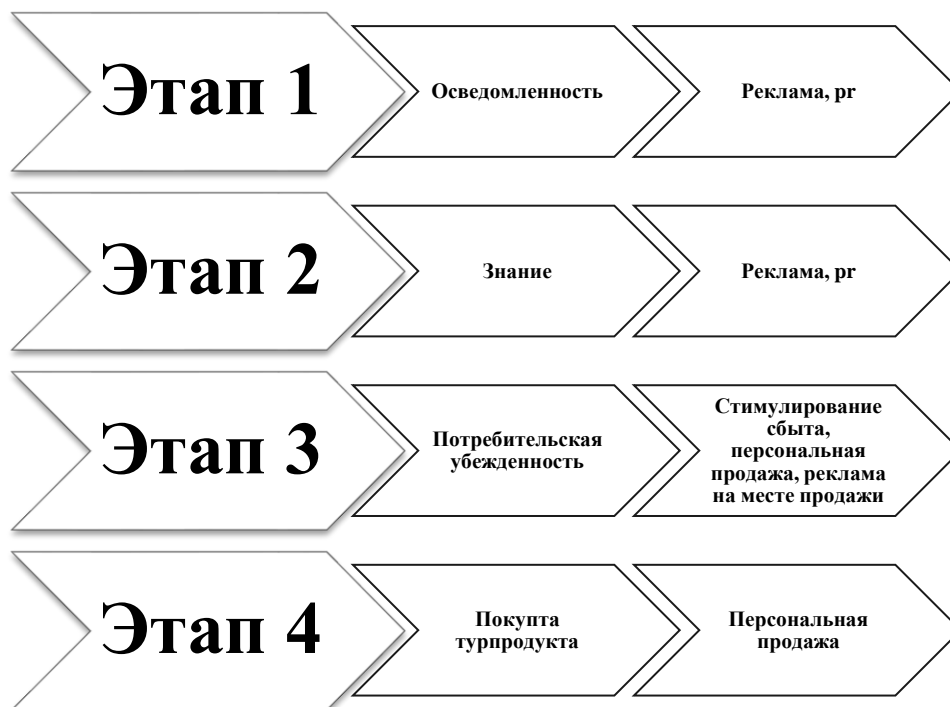 Этап 1
Осведомленность
Реклама, pr
Этап 2
Знание
Реклама, pr
Этап 3
Потребительская
убежденность
Стимулирование
сбыта,
персональная
продажа, реклама
на месте продажи
Этап 4
Покупта
турпродукта
Персональная
продажа